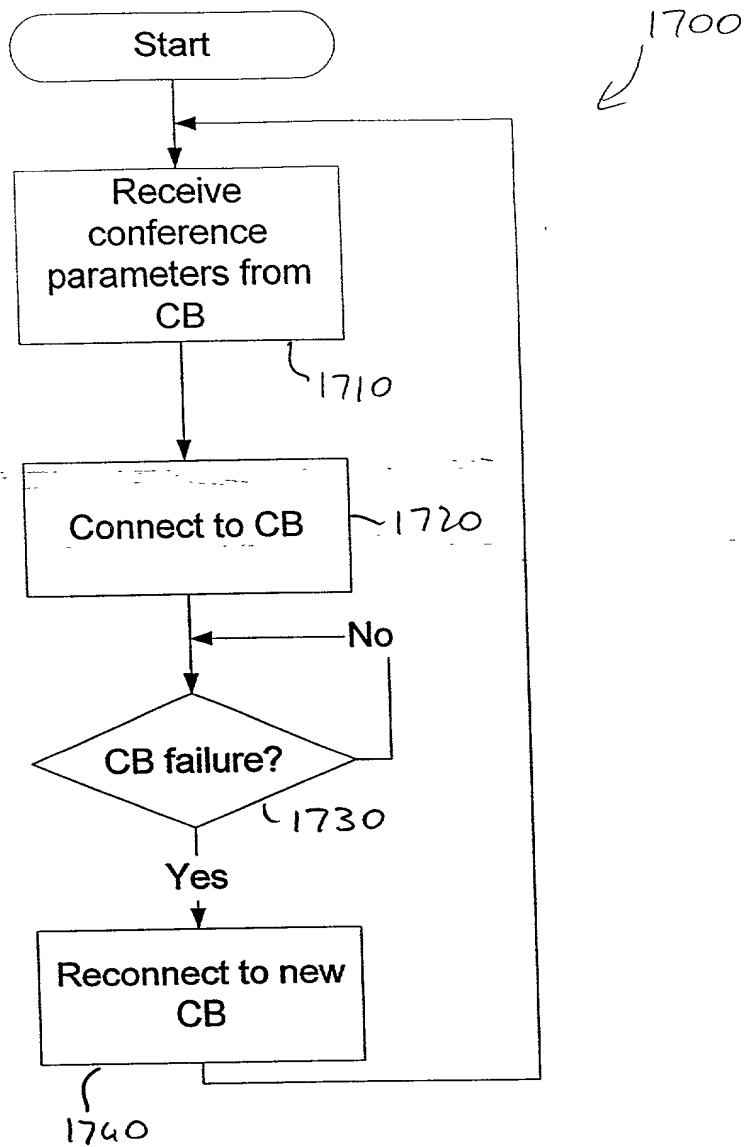 Start
1700
Receive
conference
parameters from
CB
1710
Connect to CB
1720
No
CB failure?
1730
Yes
Reconnect to new
CB
1740